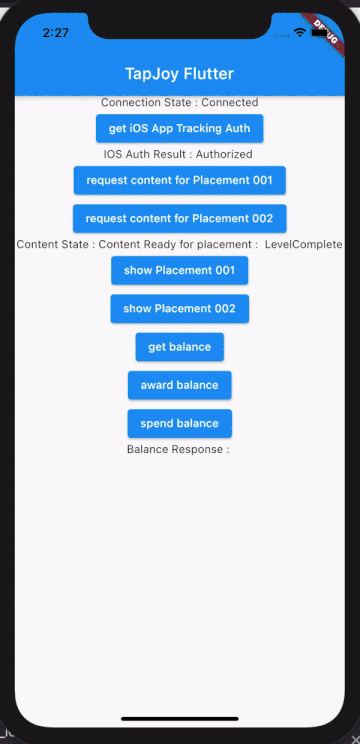 2:27
DEBUG
TapJoy Flutter
Connection State : Connected
get iOS App Tracking Auth
IOS Auth Result : Authorized
request content for Placement 001
request content for Placement 002
Content State : Content Ready for placement : LevelComplete
show Placement 001
show Placement 002
get balance
award balance
spend balance
Balance Response :